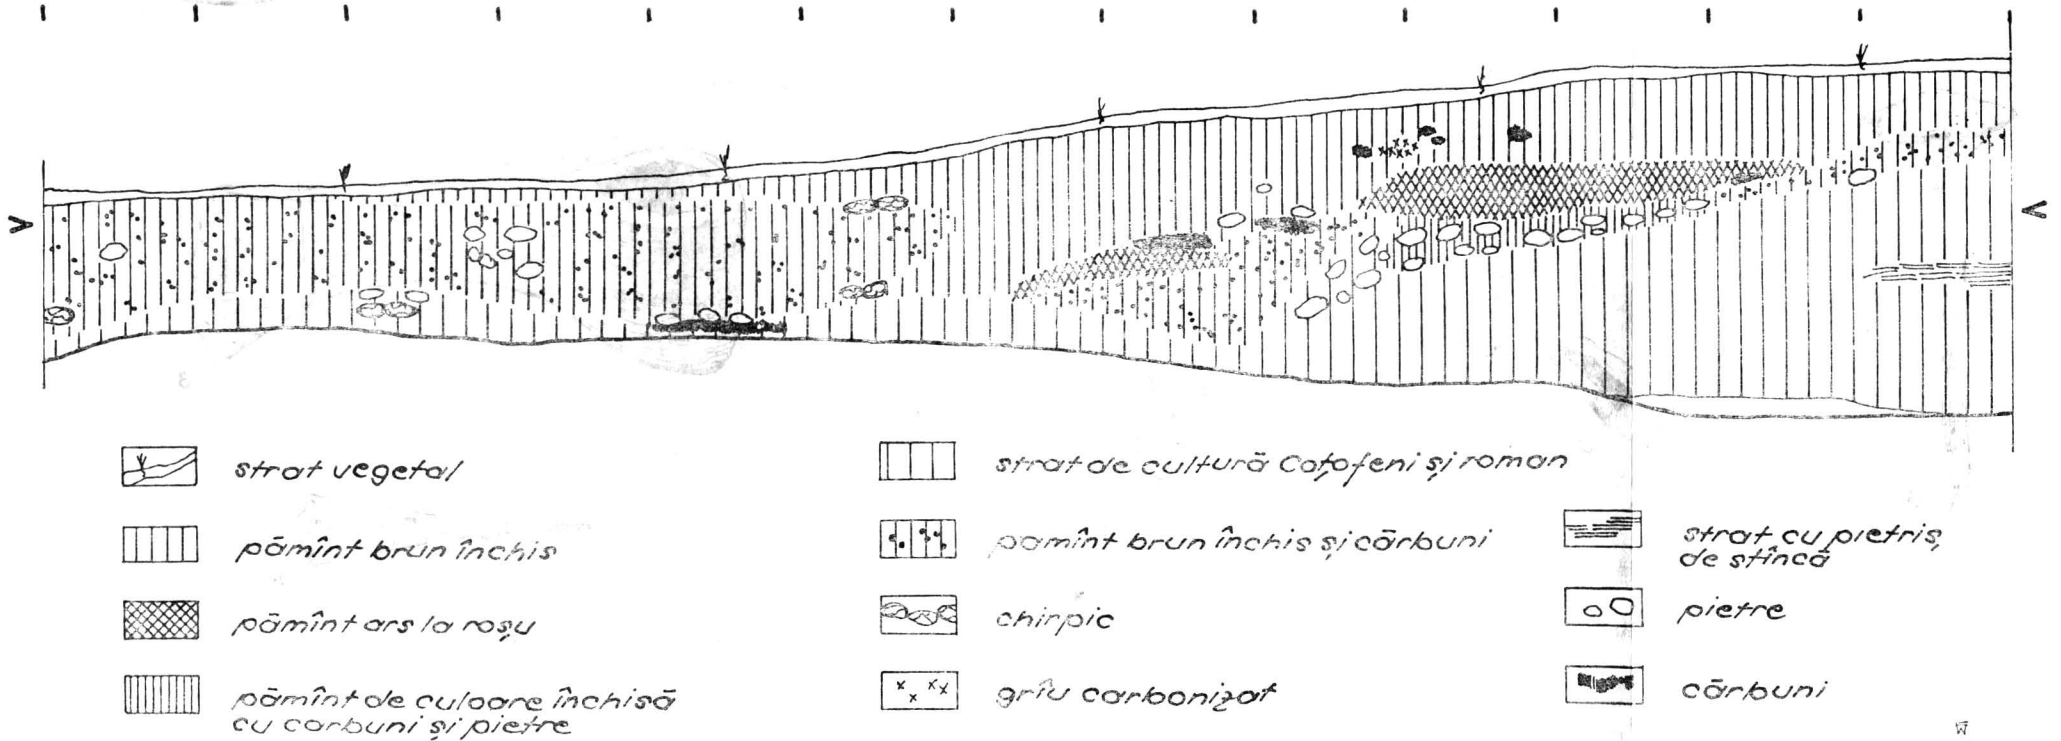 strat vegetal
pămînt brun închis
pămînt ars la roșu
pămînt de culoare închisă
cu carbuni și pietre
strat de cultură Coțofeni și roman
pamînt brun închis și cărbuni
chirpic
grîu carbonizat
strat cu pietriș
de stîncă
pietre
cărbuni